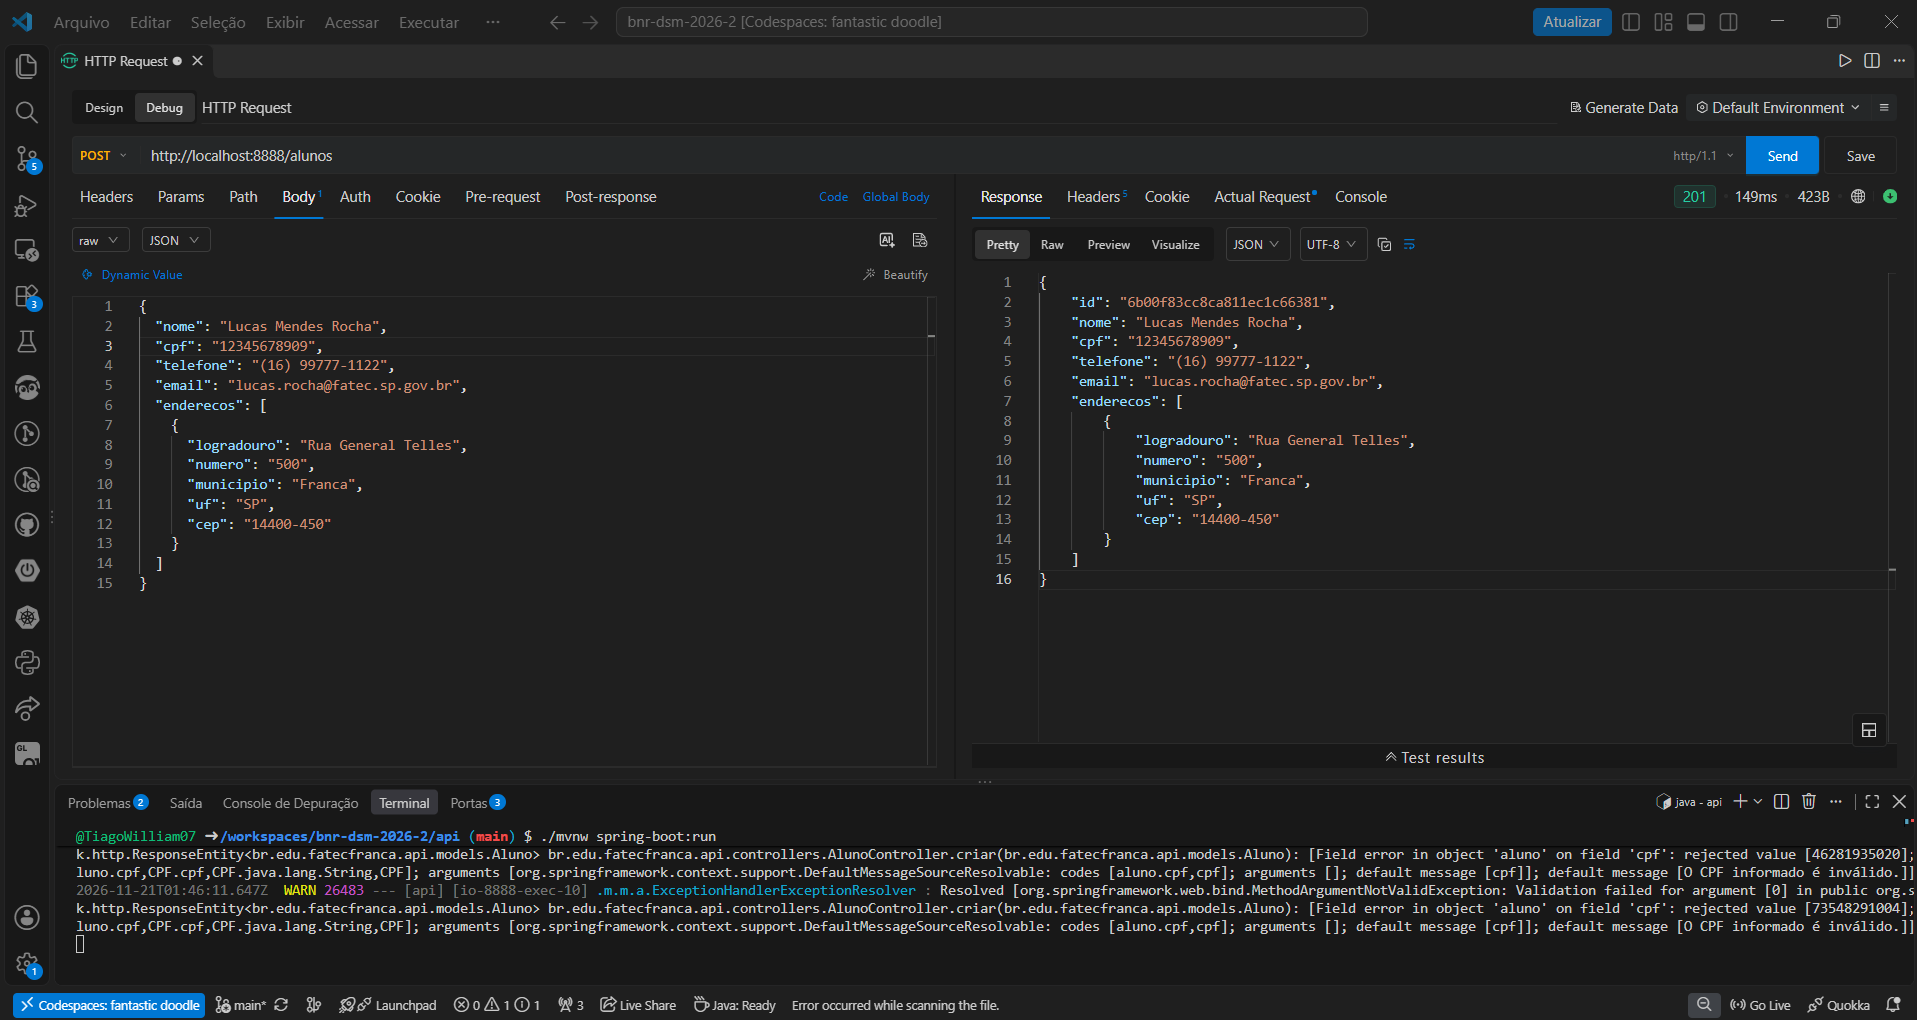 Arquivo Editar Seleção Exibir Acessar Executar ··· bnr-dsm-2026-2 [Codespaces: fantastic doodle] Atualizar
HTTP HTTP Request
Design Debug HTTP Request Generate Data Default Environment
POST http://localhost:8888/alunos http/1.1 Send Save
Headers Params Path Body 1 Auth Cookie Pre-request Post-response Code Global Body
raw JSON AI
Dynamic Value Beautify
1 {
2 "nome": "Lucas Mendes Rocha",
3 "cpf": "12345678909",
4 "telefone": "(16) 99777-1122",
5 "email": "lucas.rocha@fatec.sp.gov.br",
6 "enderecos": [
7 {
8 "logradouro": "Rua General Telles",
9 "numero": "500",
10 "municipio": "Franca",
11 "uf": "SP",
12 "cep": "14400-450"
13 }
14 ]
15 }
Response Headers 5 Cookie Actual Request Console 201 149ms 423B
Pretty Raw Preview Visualize JSON UTF-8
1 {
2 "id": "6b00f83cc8ca811ec1c66381",
3 "nome": "Lucas Mendes Rocha",
4 "cpf": "12345678909",
5 "telefone": "(16) 99777-1122",
6 "email": "lucas.rocha@fatec.sp.gov.br",
7 "enderecos": [
8 {
9 "logradouro": "Rua General Telles",
10 "numero": "500",
11 "municipio": "Franca",
12 "uf": "SP",
13 "cep": "14400-450"
14 }
15 ]
16 }
Test results
5
3
GL
1
Problemas 2 Saída Console de Depuração Terminal Portas 3 java - api
@TiagoWilliam07 ➜/workspaces/bnr-dsm-2026-2/api (main) $ ./mvnw spring-boot:run
k.http.ResponseEntity<br.edu.fatecfranca.api.models.Aluno> br.edu.fatecfranca.api.controllers.AlunoController.criar(br.edu.fatecfranca.api.models.Aluno): [Field error in object 'aluno' on field 'cpf': rejected value [46281935020];
luno.cpf,CPF.cpf,CPF.java.lang.String,CPF]; arguments [org.springframework.context.support.DefaultMessageSourceResolvable: codes [aluno.cpf,cpf]; arguments []; default message [cpf]]; default message [O CPF informado é inválido.]]
2026-11-21T01:46:11.647Z WARN 26483 --- [api] [io-8888-exec-10] .m.m.a.ExceptionHandlerExceptionResolver : Resolved [org.springframework.web.bind.MethodArgumentNotValidException: Validation failed for argument [0] in public org.s
k.http.ResponseEntity<br.edu.fatecfranca.api.models.Aluno> br.edu.fatecfranca.api.controllers.AlunoController.criar(br.edu.fatecfranca.api.models.Aluno): [Field error in object 'aluno' on field 'cpf': rejected value [73548291004];
luno.cpf,CPF.cpf,CPF.java.lang.String,CPF]; arguments [org.springframework.context.support.DefaultMessageSourceResolvable: codes [aluno.cpf,cpf]; arguments []; default message [cpf]]; default message [O CPF informado é inválido.]]
Codespaces: fantastic doodle main* Launchpad 0 1 1 3 Live Share Java: Ready Error occurred while scanning the file. Go Live Quokka